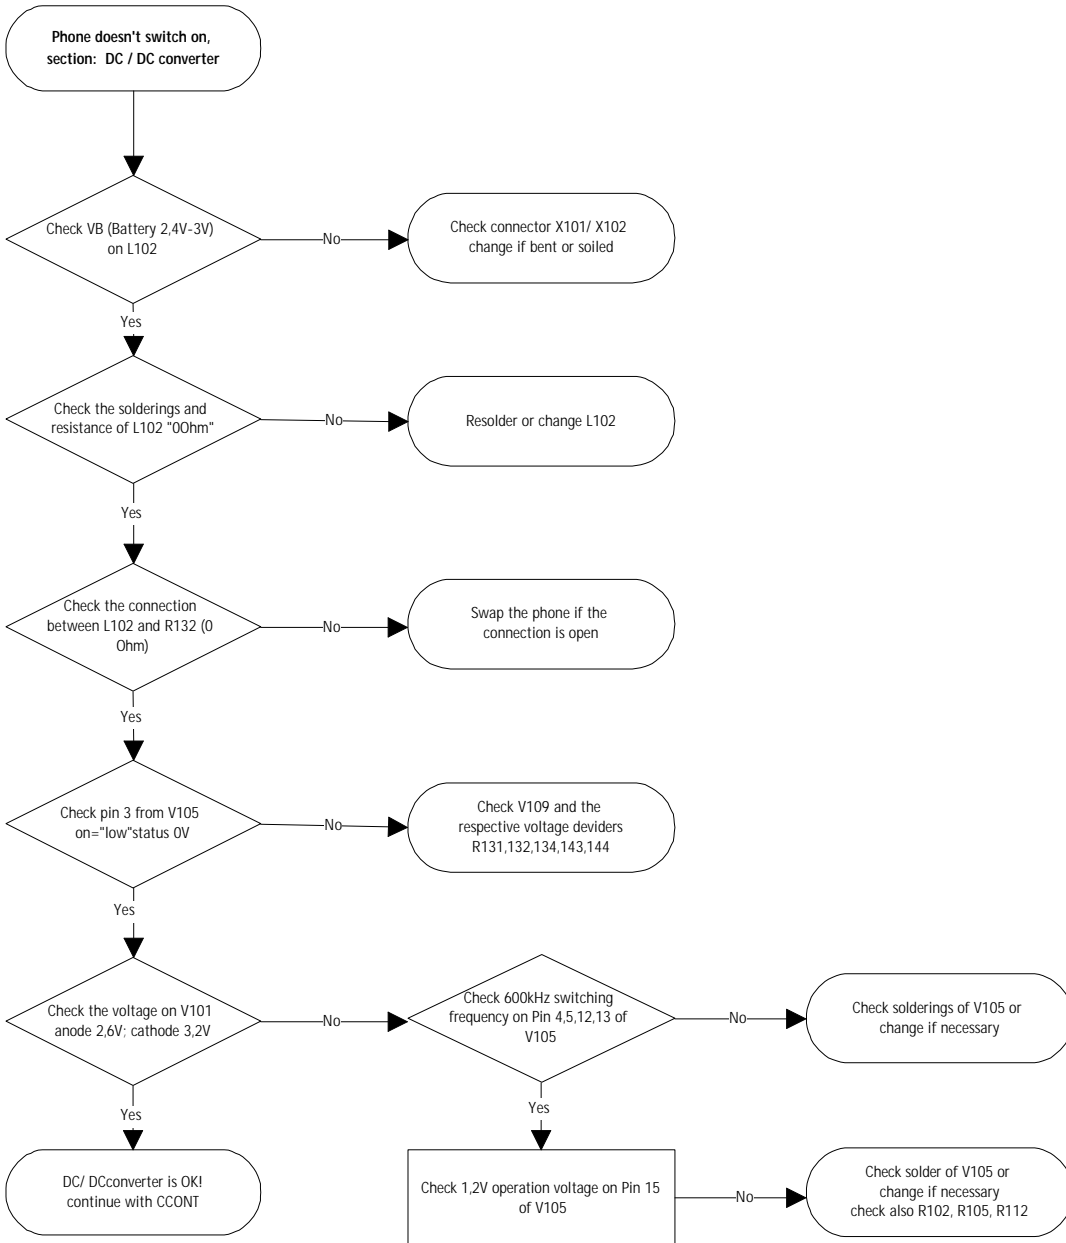 Phone doesn't switch on,
section: DC / DC converter
Check VB (Battery 2,4V-3V)
on L102
No
Check connector X101/ X102
change if bent or soiled
Yes
Check the solderings and
resistance of L102 "0Ohm"
No
Resolder or change L102
Yes
Check the connection
between L102 and R132 (0
Ohm)
No
Swap the phone if the
connection is open
Yes
Check pin 3 from V105
on="low"status 0V
No
Check V109 and the
respective voltage deviders
R131,132,134,143,144
Yes
Check the voltage on V101
anode 2,6V; cathode 3,2V
No
Check 600kHz switching
frequency on Pin 4,5,12,13 of
V105
No
Check solderings of V105 or
change if necessary
Yes
Yes
DC/ DCconverter is OK!
continue with CCONT
Check 1,2V operation voltage on Pin 15
of V105
No
Check solder of V105 or
change if necessary
check also R102, R105, R112